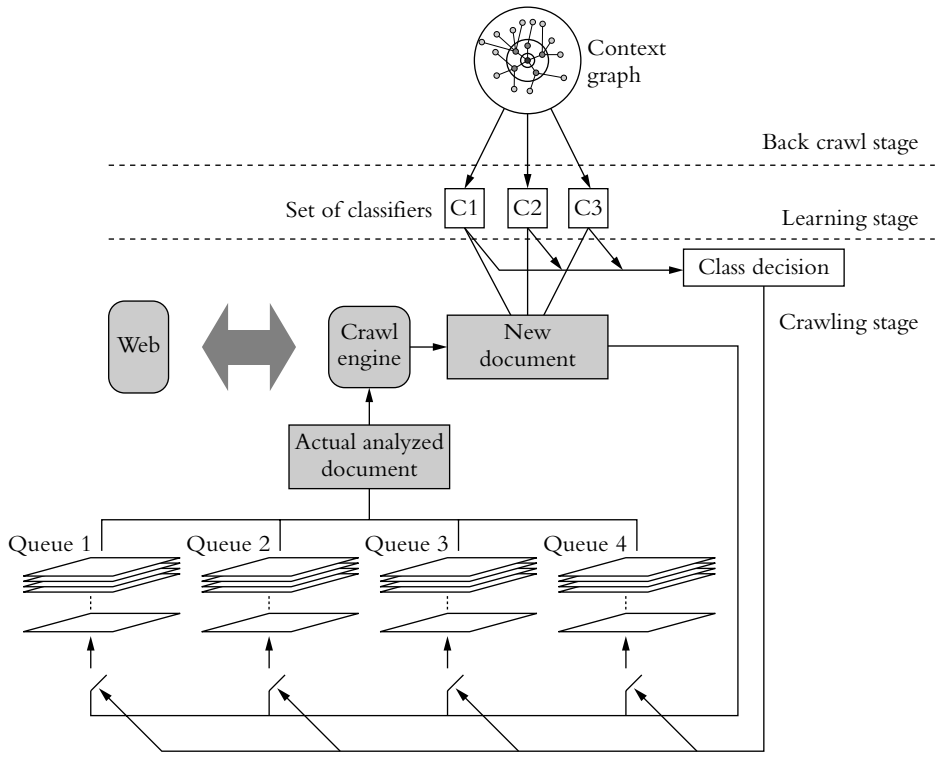 Context
graph
Back crawl stage
Set of classifiers
C1
C2
C3
Learning stage
Class decision
Crawling stage
Web
Crawl
engine
New
document
Actual analyzed
document
Queue 1
Queue 2
Queue 3
Queue 4